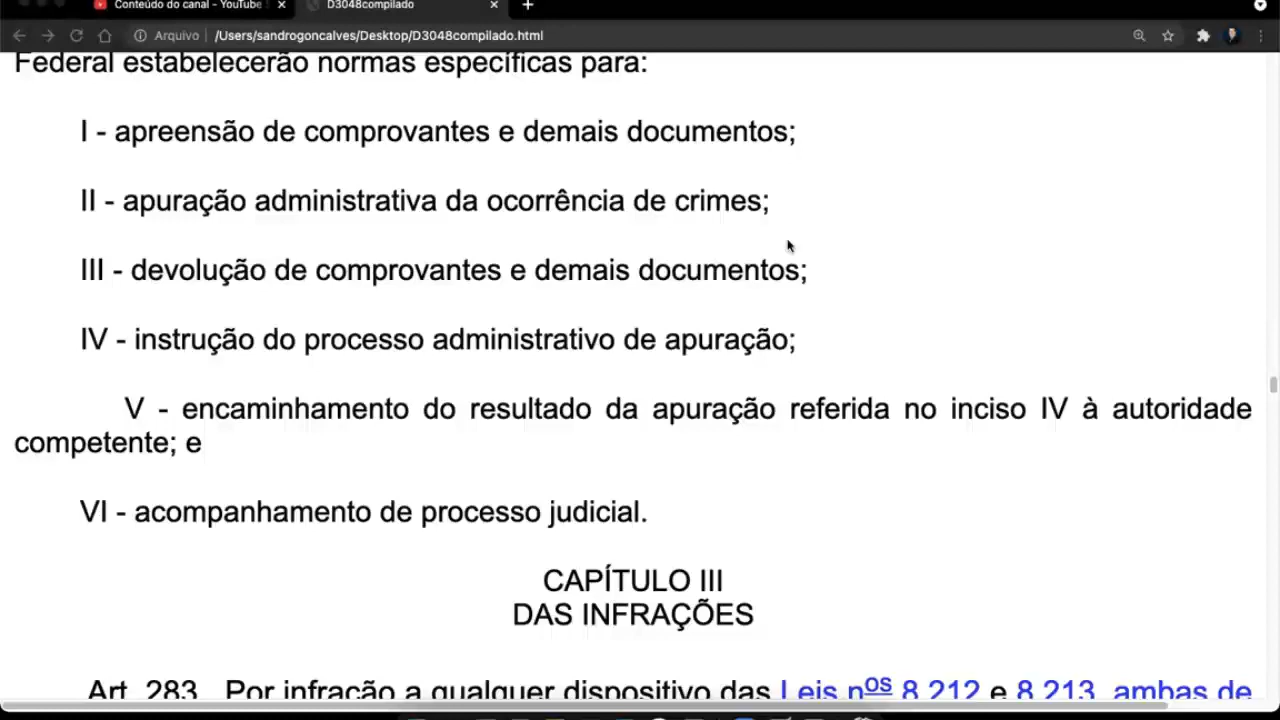 Conteúdo do canal - YouTube
D3048compilado
Arquivo | /Users/sandrogoncalves/Desktop/D3048compilado.html
Federal estabelecerão normas específicas para:
I - apreensão de comprovantes e demais documentos;
II - apuração administrativa da ocorrência de crimes;
III - devolução de comprovantes e demais documentos;
IV - instrução do processo administrativo de apuração;
V - encaminhamento do resultado da apuração referida no inciso IV à autoridade
competente; e
VI - acompanhamento de processo judicial.
CAPÍTULO III
DAS INFRAÇÕES
Art. 283. Por infração a qualquer dispositivo das Leis nos 8.212 e 8.213, ambas de